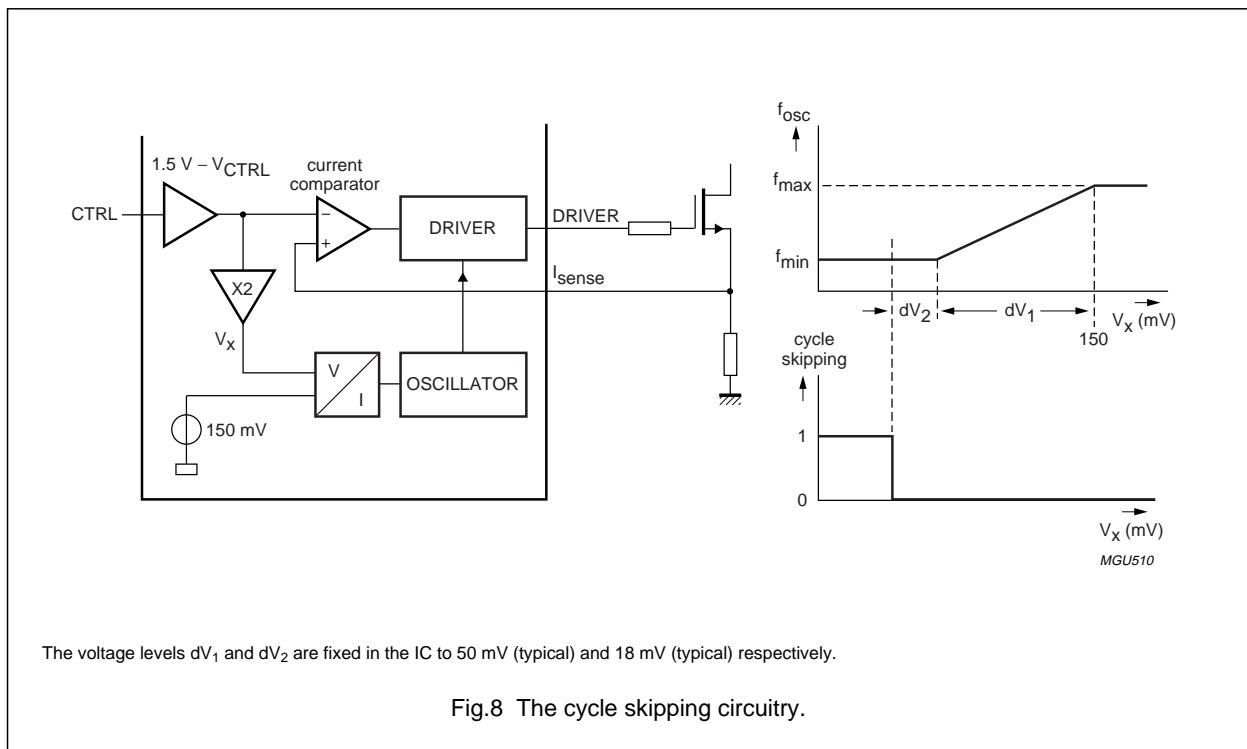 1.5 V − VCTRL
current
comparator
CTRL
−
+
DRIVER
DRIVER
Isense
X2
Vx
V
I
OSCILLATOR
150 mV
fosc
fmax
fmin
dV2
dV1
Vx (mV)
150
cycle
skipping
1
0
Vx (mV)
MGU510
The voltage levels dV1 and dV2 are fixed in the IC to 50 mV (typical) and 18 mV (typical) respectively.
Fig.8 The cycle skipping circuitry.